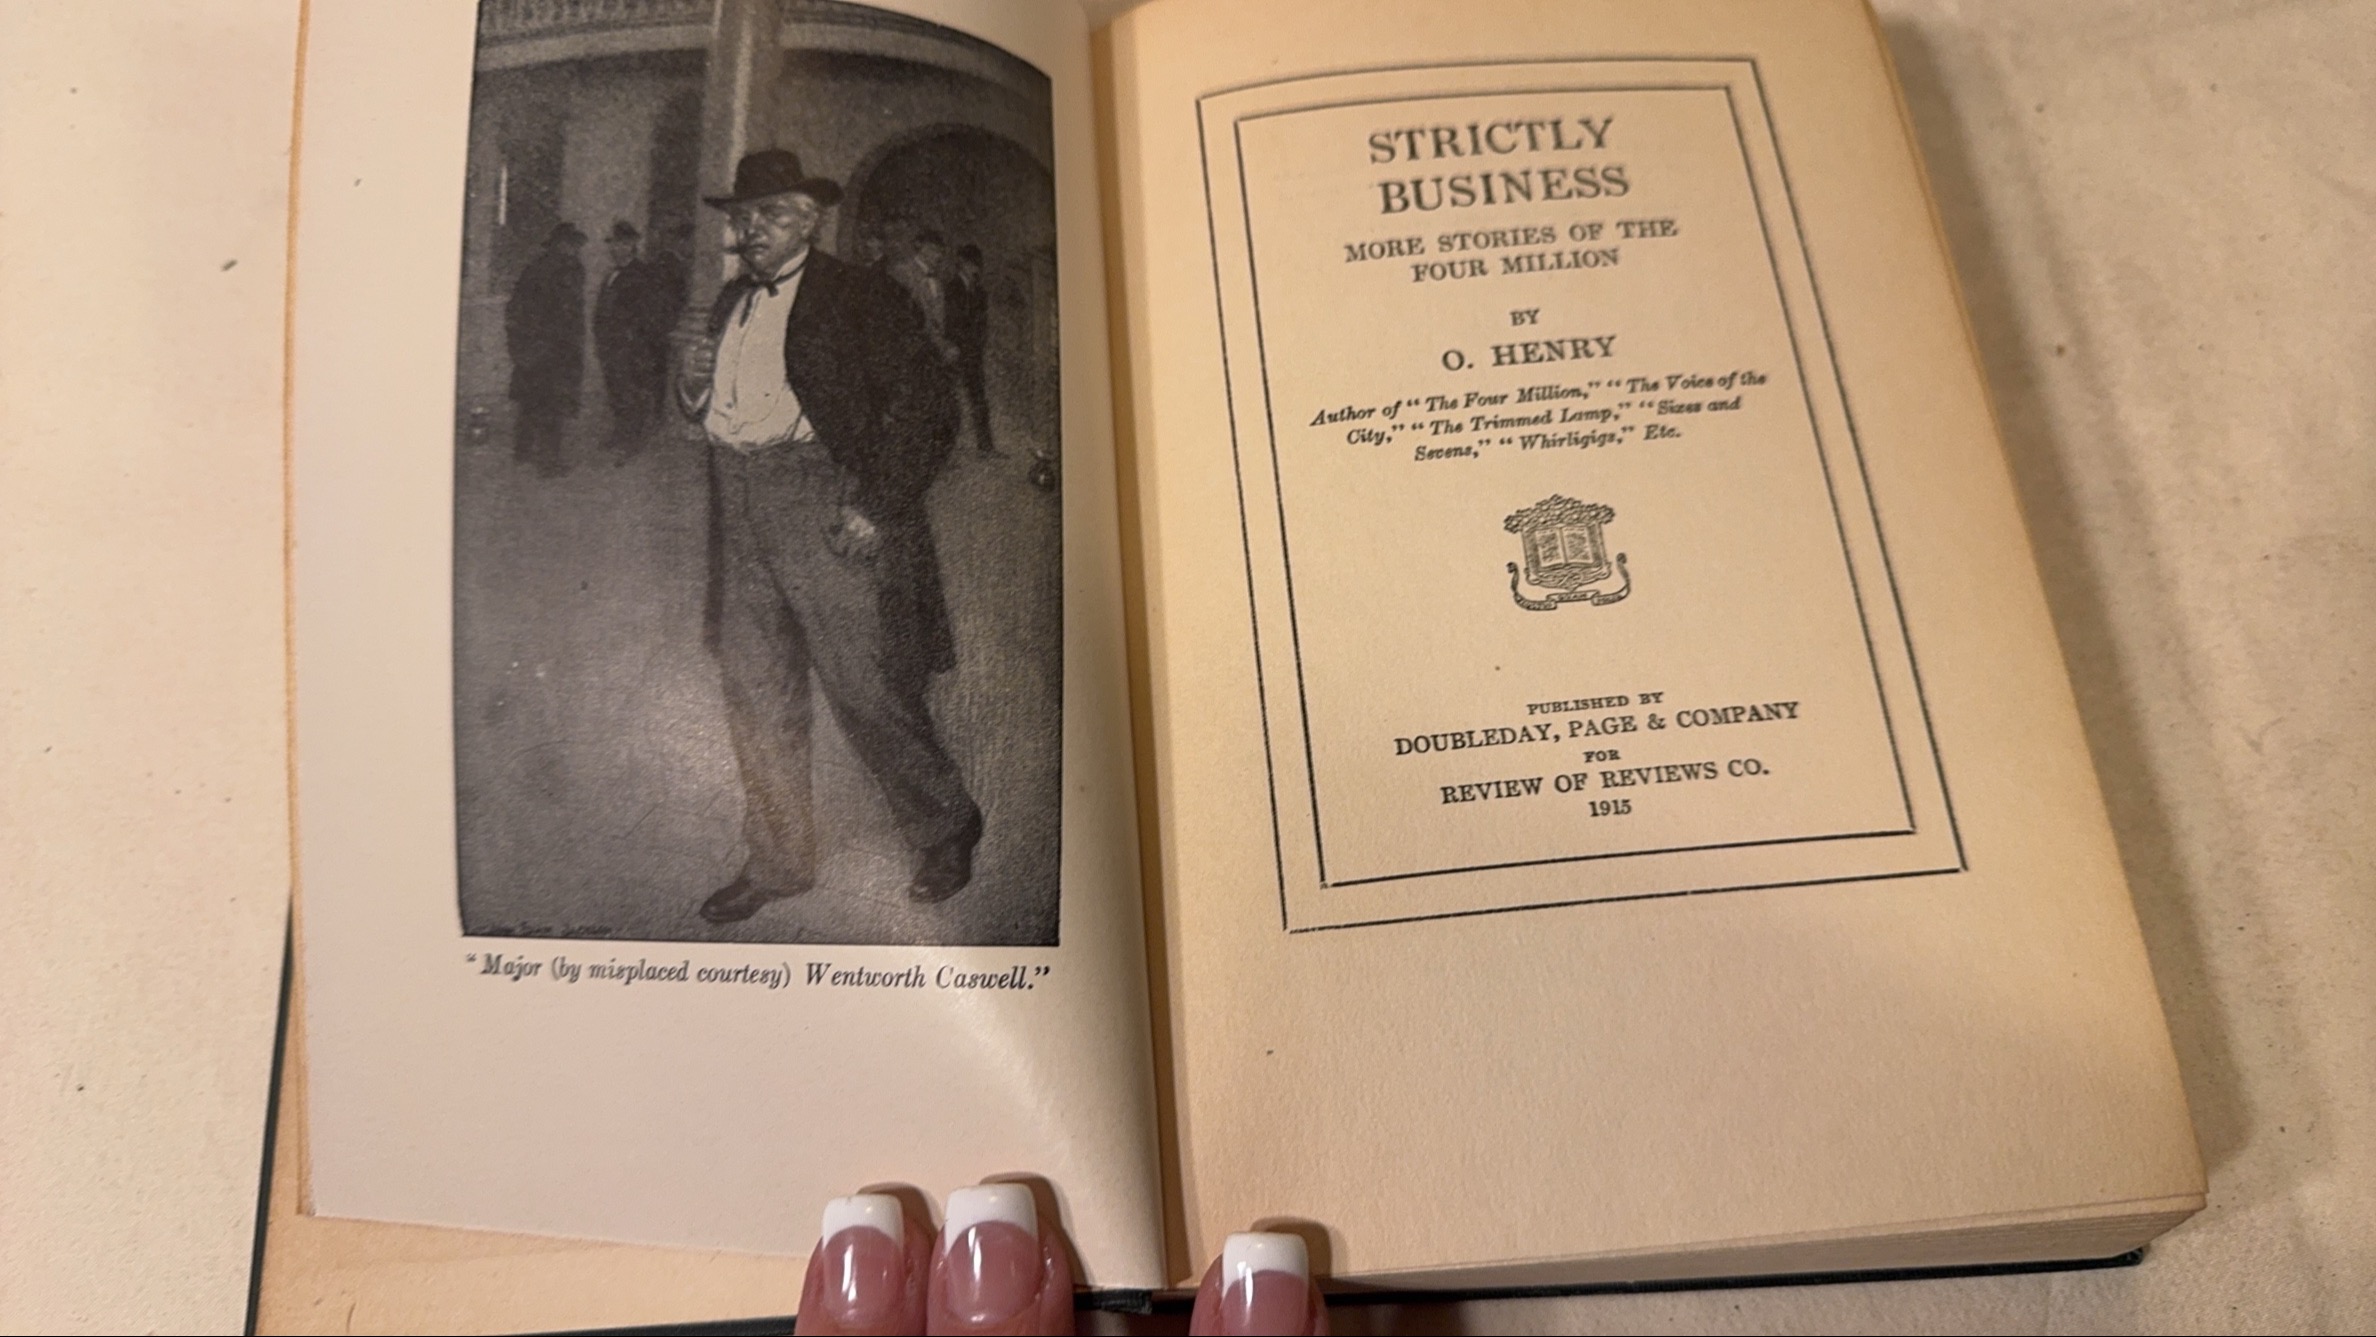 "Major (by misplaced courtesy) Wentworth Caswell."
STRICTLY
BUSINESS
MORE STORIES OF THE
FOUR MILLION
BY
O. HENRY
Author of "The Four Million," "The Voice of the
City," "The Trimmed Lamp," "Sixes and
Sevens," "Whirligigs," Etc.
PUBLISHED BY
DOUBLEDAY, PAGE & COMPANY
FOR
REVIEW OF REVIEWS CO.
1915